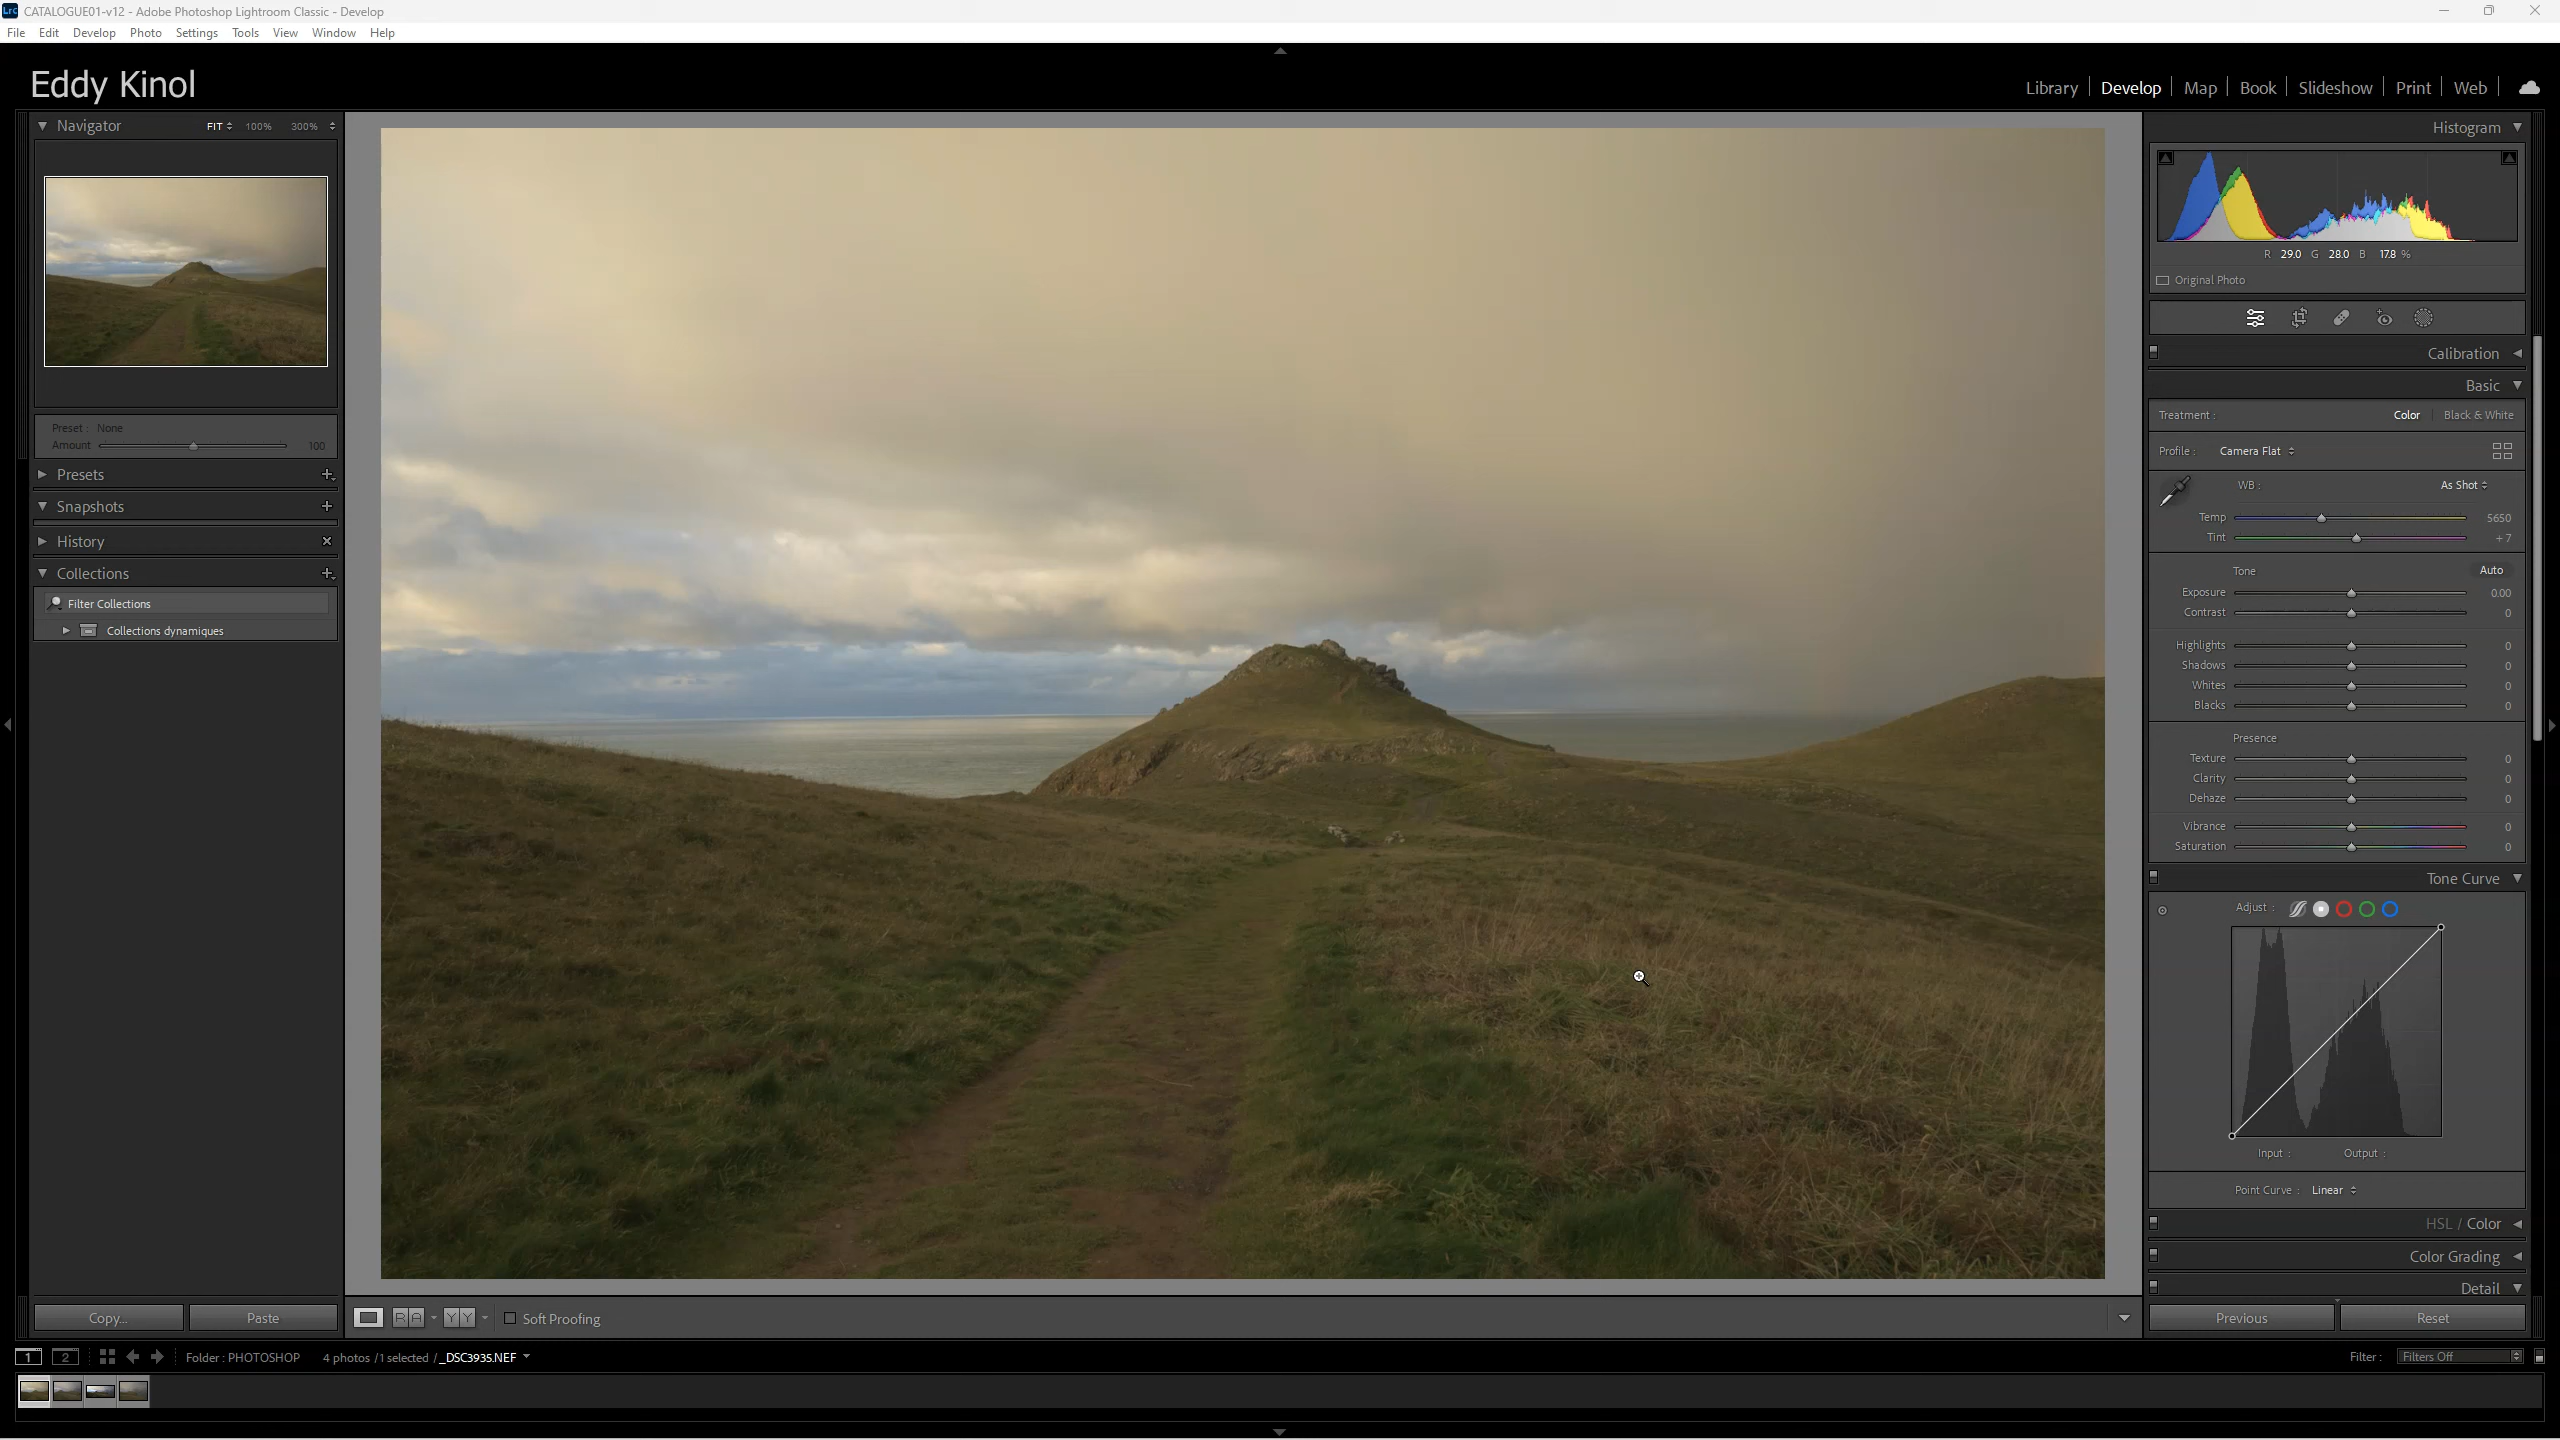 CATALOGUE01-v12 - Adobe Photoshop Lightroom Classic - Develop
File Edit Develop Photo Settings Tools View Window Help
Eddy Kinol
Library Develop Map Book Slideshow Print Web
Navigator FIT 100% 300%
Preset : None
Amount 100
Presets
Snapshots
History
Collections
Filter Collections
Collections dynamiques
Copy... Paste
RA YY Soft Proofing
Histogram
R 29.0 G 28.0 B 17.8 %
Original Photo
Calibration
Basic
Treatment : Color Black & White
Profile : Camera Flat
WB : As Shot
Temp 5650
Tint + 7
Tone Auto
Exposure 0.00
Contrast 0
Highlights 0
Shadows 0
Whites 0
Blacks 0
Presence
Texture 0
Clarity 0
Dehaze 0
Vibrance 0
Saturation 0
Tone Curve
Adjust :
Input : Output :
Point Curve : Linear
HSL / Color
Color Grading
Detail
Previous Reset
1 2 Folder : PHOTOSHOP 4 photos /1 selected /_DSC3935.NEF Filter : Filters Off